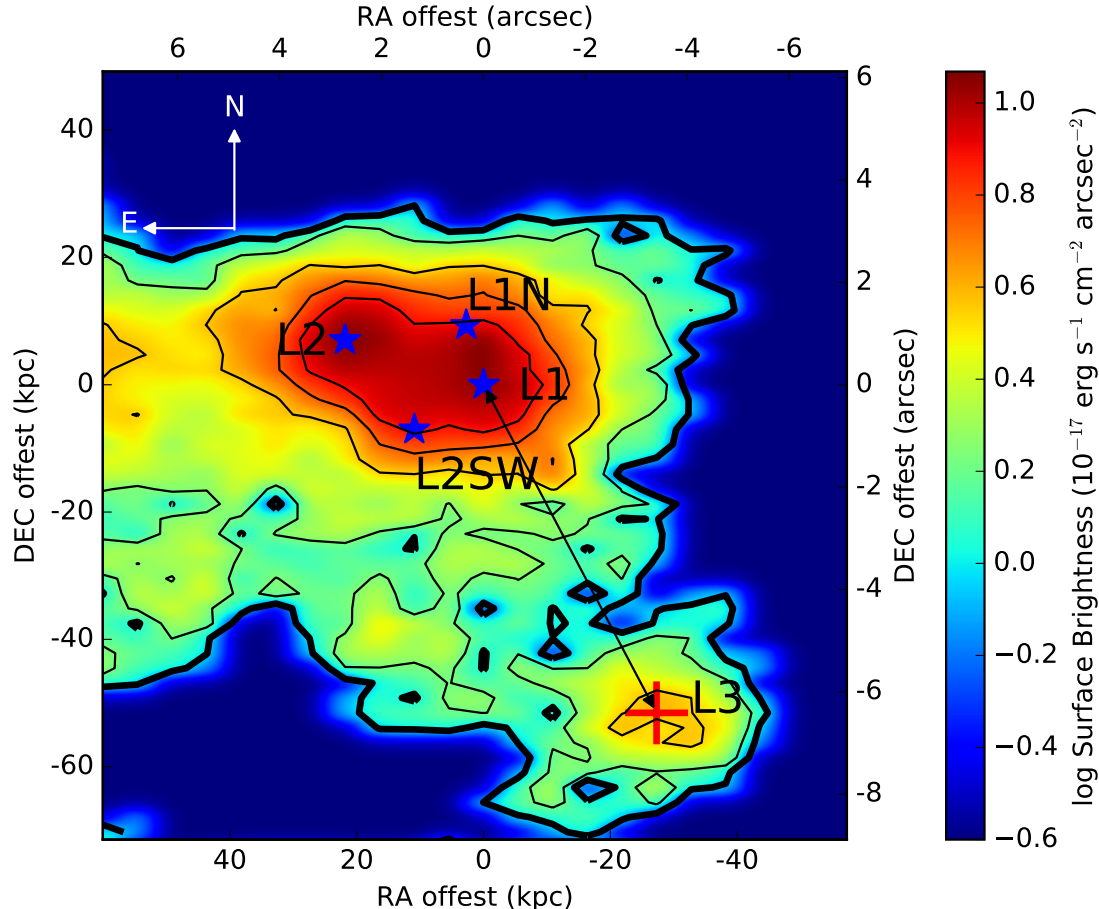 RA offest (arcsec)
6 4 2 0 -2 -4 -6
N
E
L1N
L2
L1
L2SW
L3
40
20
0
-20
-40
-60
DEC offest (kpc)
6
4
2
0
-2
-4
-6
-8
DEC offest (arcsec)
40 20 0 -20 -40
RA offest (kpc)
1.0
0.8
0.6
0.4
0.2
0.0
−0.2
−0.4
−0.6
log Surface Brightness (10⁻¹⁷ erg s⁻¹ cm⁻² arcsec⁻²)